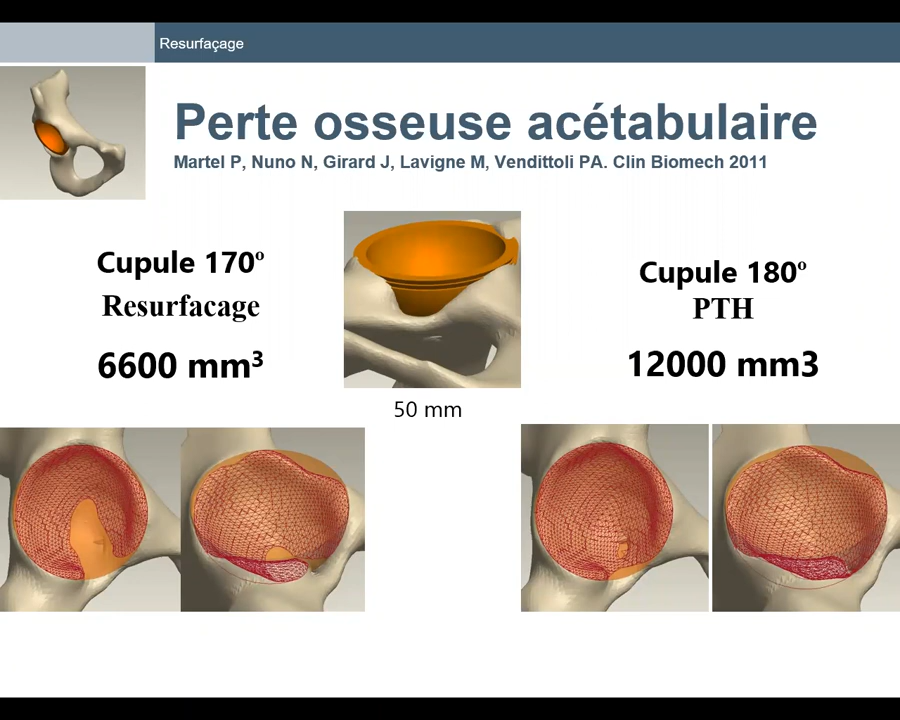 Resurfaçage
Perte osseuse acétabulaire
Martel P, Nuno N, Girard J, Lavigne M, Vendittoli PA. Clin Biomech 2011
Cupule 170º
Resurfacage
6600 mm³
50 mm
Cupule 180º
PTH
12000 mm3